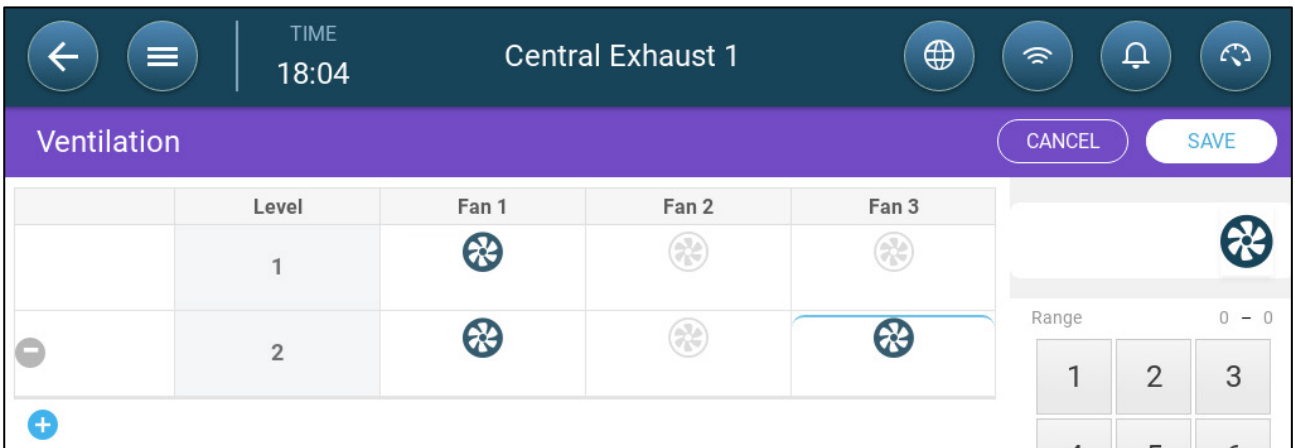 TIME
18:04
Central Exhaust 1
Ventilation
CANCEL
SAVE
Level Fan 1 Fan 2 Fan 3
1
2
Range 0 – 0
1 2 3